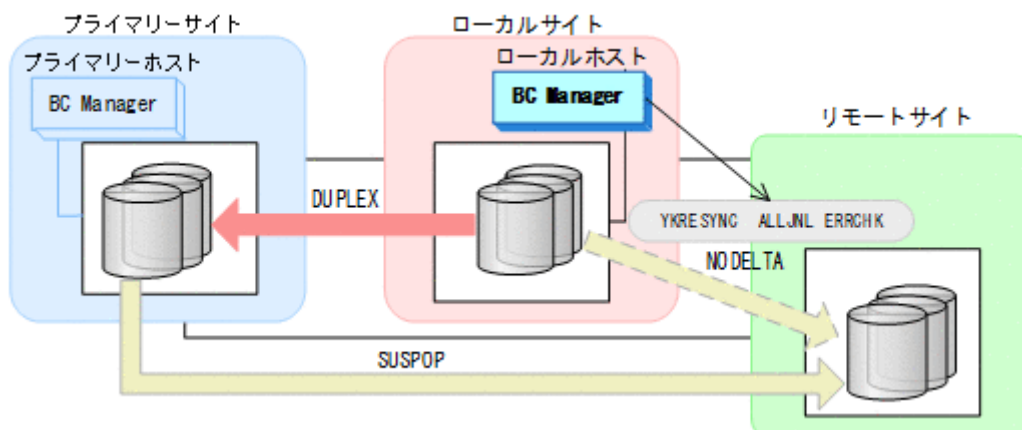 プライマリーサイト
プライマリーホスト
BC Manager
ローカルサイト
ローカルホスト
BC Manager
リモートサイト
DUPLEX
YKRESYNC ALLJNL ERRCHK
NODELTA
SUSPOP